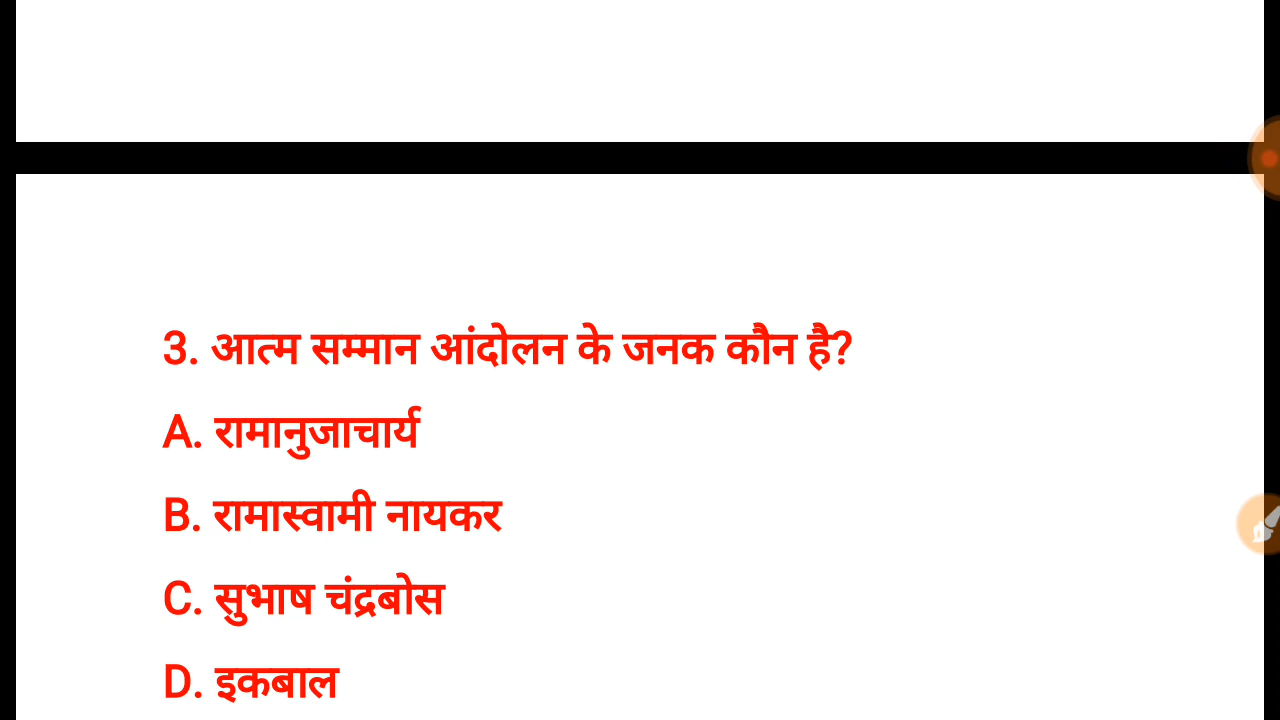 3. आत्म सम्मान आंदोलन के जनक कौन है?
A. रामानुजाचार्य
B. रामास्वामी नायकर
C. सुभाष चंद्रबोस
D. इकबाल